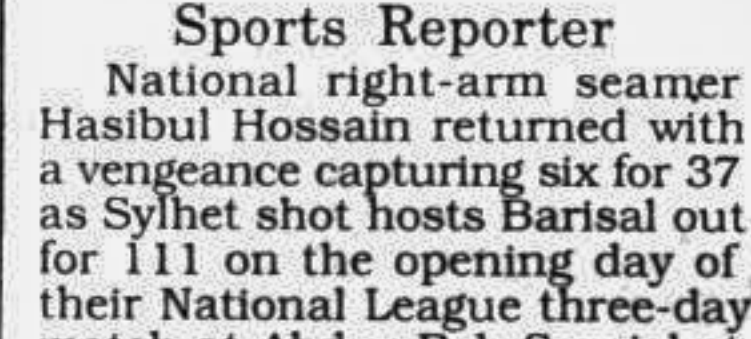 Sports Reporter
National right-arm seamer
Hasibul Hossain returned with
a vengeance capturing six for 37
as Sylhet shot hosts Barisal out
for 111 on the opening day of
their National League three-day